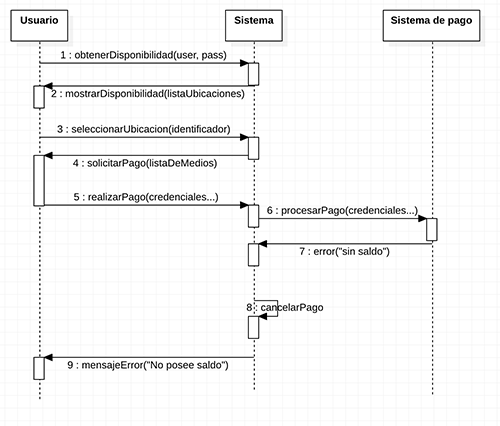 Usuario
Sistema
Sistema de pago
1 : obtenerDisponibilidad(user, pass)
2 : mostrarDisponibilidad(listaUbicaciones)
3 : seleccionarUbicacion(identificador)
4 : solicitarPago(listaDeMedios)
5 : realizarPago(credenciales...)
6 : procesarPago(credenciales...)
7 : error("sin saldo")
8 : cancelarPago
9 : mensajeError("No posee saldo")